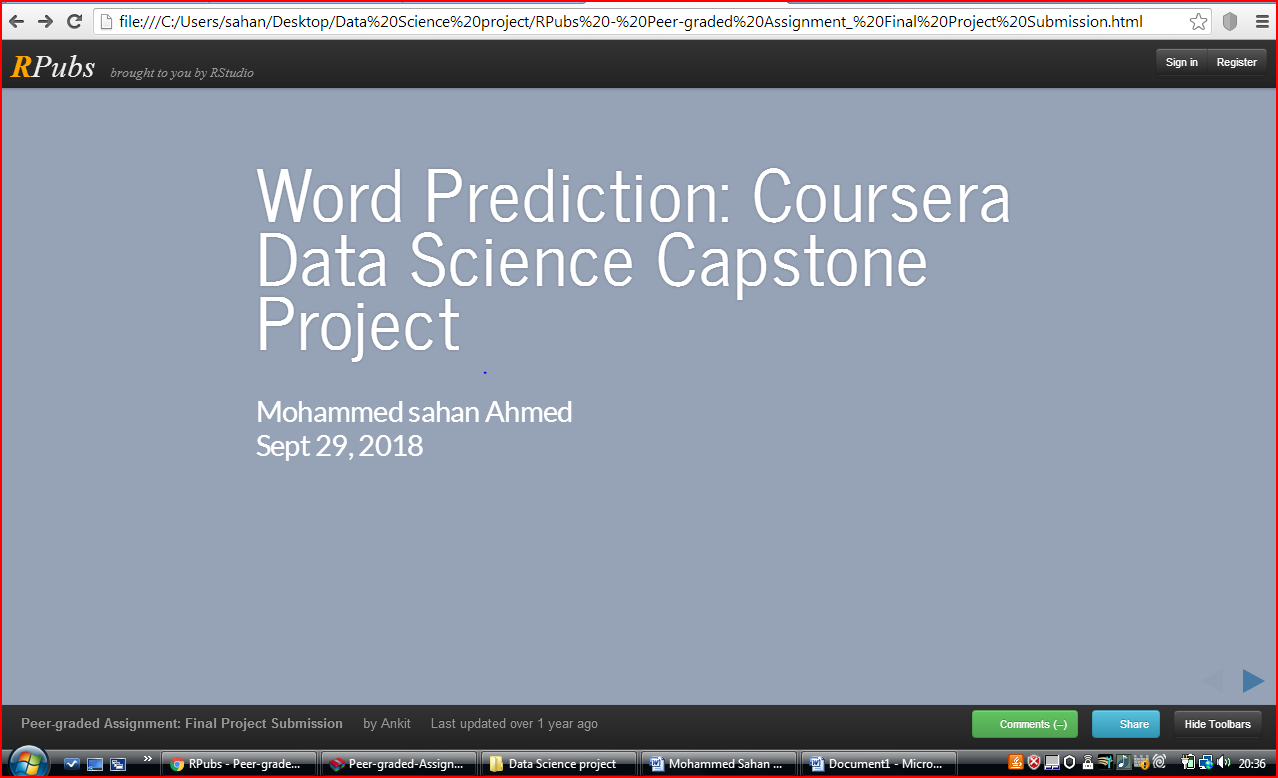 file:///C:/Users/sahan/Desktop/Data%20Science%20project/RPubs%20-%20Peer-graded%20Assignment_%20Final%20Project%20Submission.html
RPubs brought to you by RStudio
Sign in Register
Word Prediction: Coursera
Data Science Capstone
Project
Mohammed sahan Ahmed
Sept 29, 2018
Peer-graded Assignment: Final Project Submission by Ankit Last updated over 1 year ago
Comments (–) Share Hide Toolbars
» RPubs - Peer-grade... Peer-graded-Assign... Data Science project Mohammed Sahan ... Document1 - Micro... 20:36